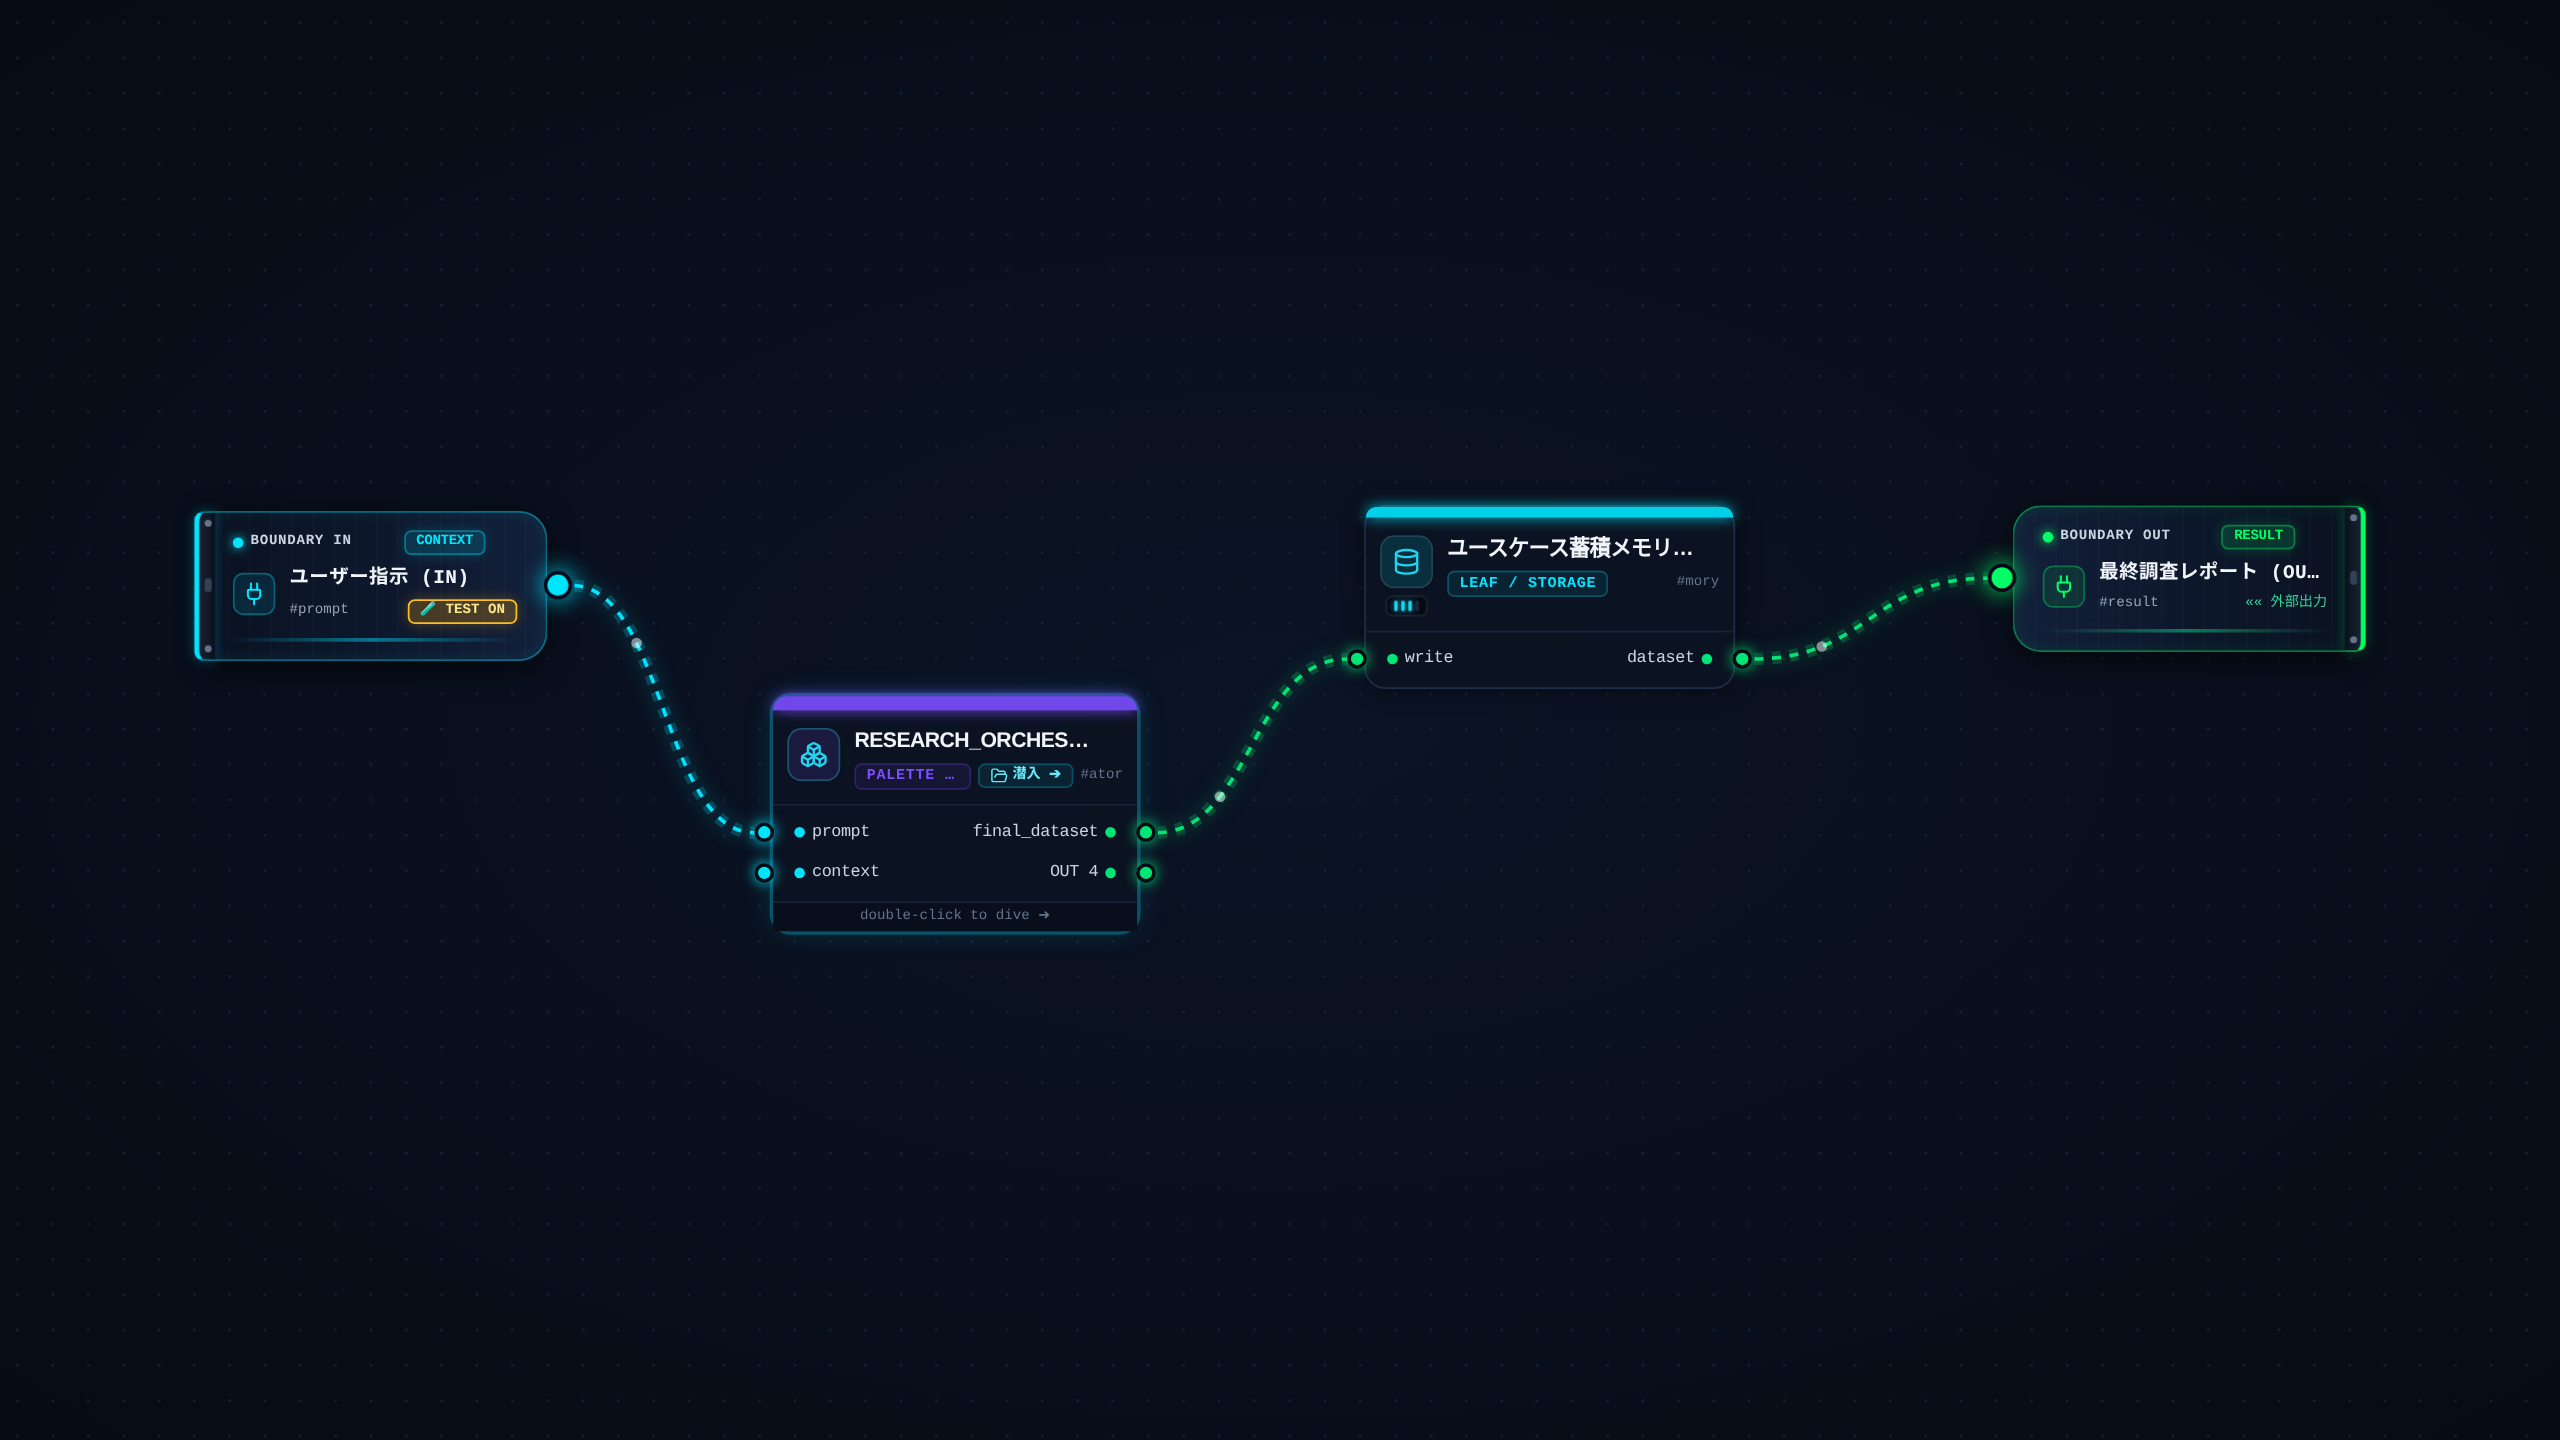 BOUNDARY IN
CONTEXT
ユーザー指示 (IN)
#prompt
🧪 TEST ON
RESEARCH_ORCHES…
PALETTE …
潜入 ➔
#ator
prompt
final_dataset
context
OUT 4
double-click to dive ➔
ユースケース蓄積メモリ…
LEAF / STORAGE
#mory
write
dataset
BOUNDARY OUT
RESULT
最終調査レポート (OU…
#result
«« 外部出力